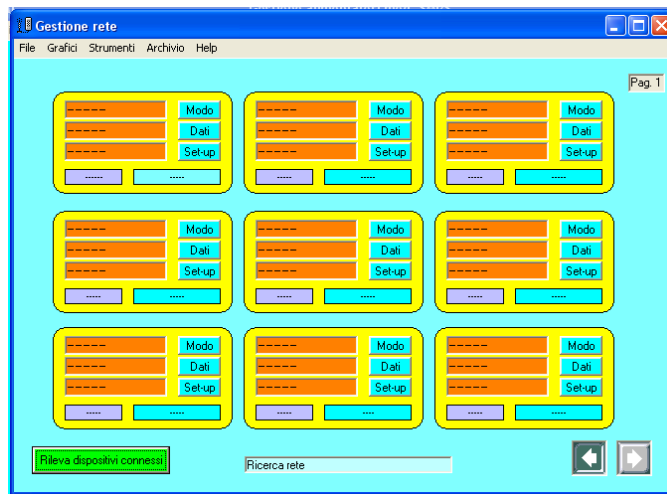 Gestione rete
File Grafici Strumenti Archivio Help
Pag. 1
----- Modo ----- Modo ----- Modo
----- Dati ----- Dati ----- Dati
----- Set-up ----- Set-up ----- Set-up
----- ----- ----- ----- ----- -----
----- Modo ----- Modo ----- Modo
----- Dati ----- Dati ----- Dati
----- Set-up ----- Set-up ----- Set-up
----- ----- ----- ----- ----- -----
----- Modo ----- Modo ----- Modo
----- Dati ----- Dati ----- Dati
----- Set-up ----- Set-up ----- Set-up
----- ----- ----- ----- ----- -----
Rileva dispositivi connessi
Ricerca rete